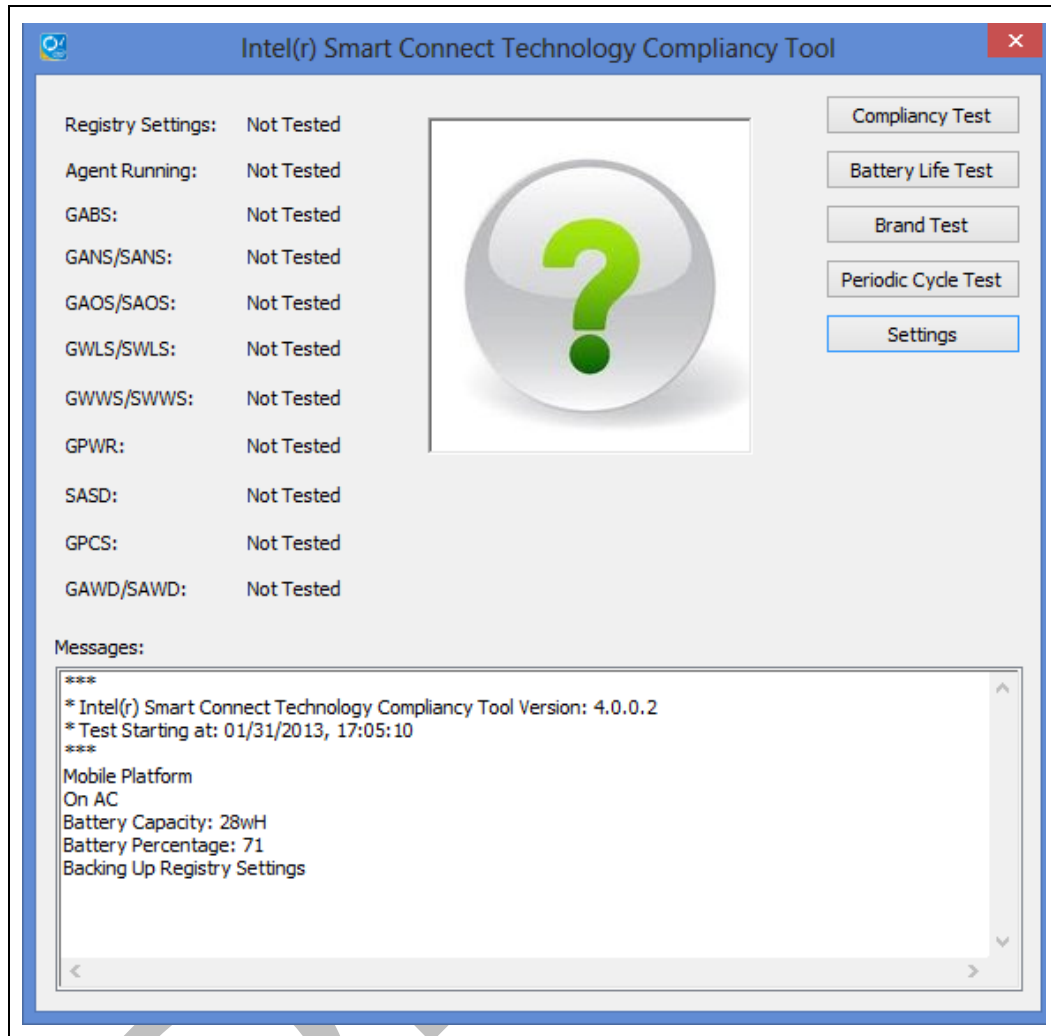 Intel(r) Smart Connect Technology Compliancy Tool
Registry Settings: Not Tested
Agent Running: Not Tested
GABS: Not Tested
GANS/SANS: Not Tested
GAOS/SAOS: Not Tested
GWLS/SWLS: Not Tested
GWWS/SWWS: Not Tested
GPWR: Not Tested
SASD: Not Tested
GPCS: Not Tested
GAWD/SAWD: Not Tested
?
Compliancy Test
Battery Life Test
Brand Test
Periodic Cycle Test
Settings
Messages:
***
* Intel(r) Smart Connect Technology Compliancy Tool Version: 4.0.0.2
* Test Starting at: 01/31/2013, 17:05:10
***
Mobile Platform
On AC
Battery Capacity: 28wH
Battery Percentage: 71
Backing Up Registry Settings